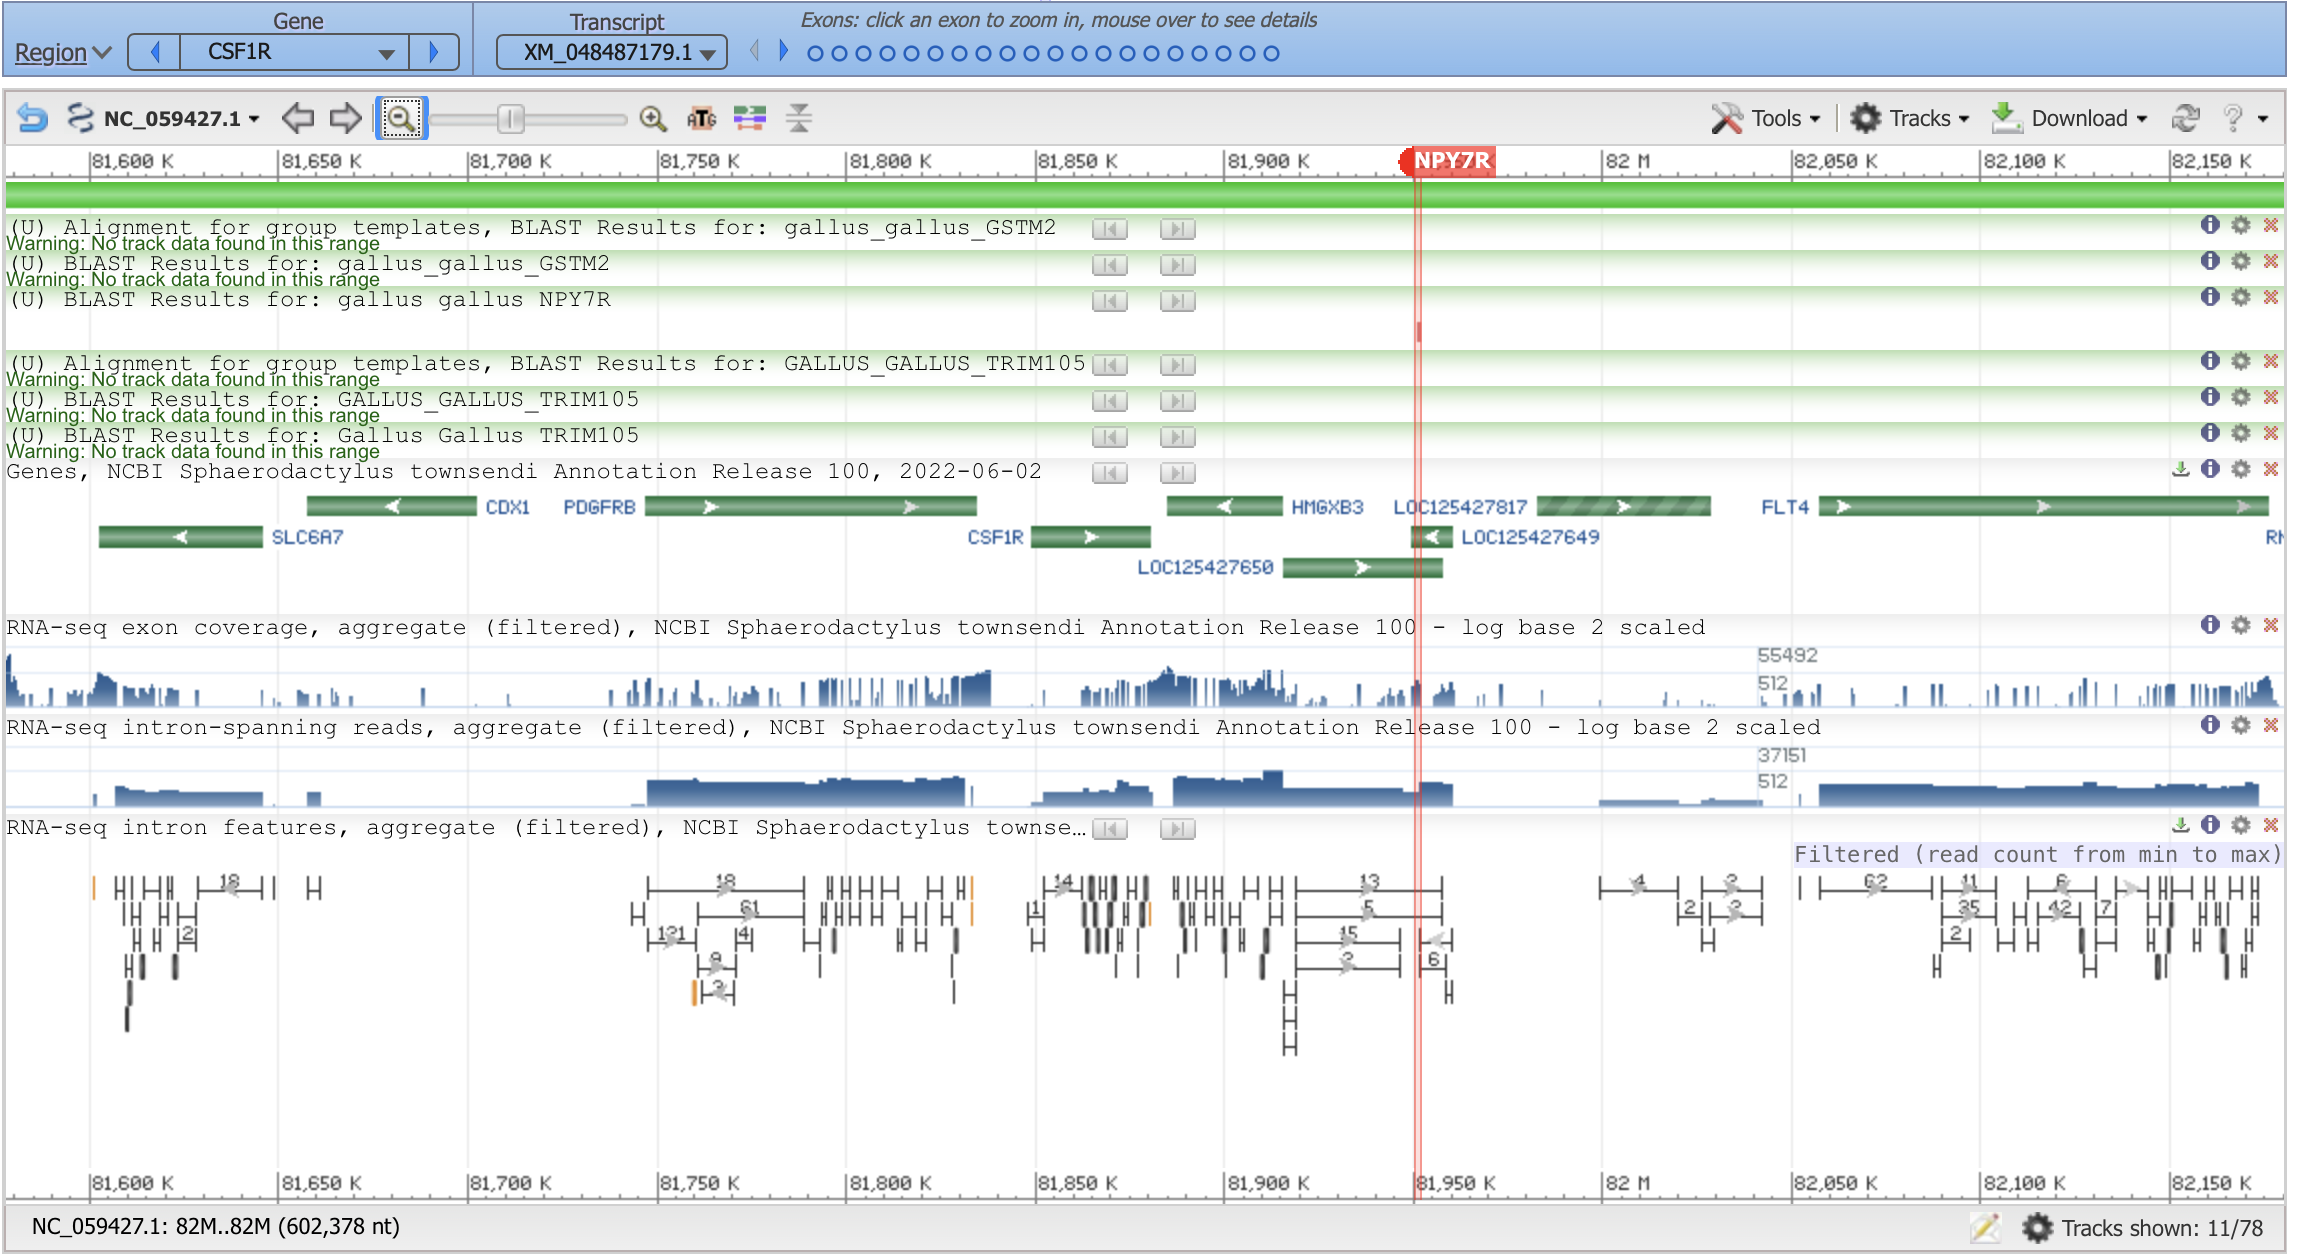 Gene
Transcript
Exons: click an exon to zoom in, mouse over to see details
Region
CSF1R
XM_048487179.1
NC_059427.1
ATG
Tools
Tracks
Download
?
81,600 K
81,650 K
81,700 K
81,750 K
81,800 K
81,850 K
81,900 K
NPY7R
82 M
82,050 K
82,100 K
82,150 K
(U) Alignment for group templates, BLAST Results for: gallus_gallus_GSTM2
Warning: No track data found in this range
(U) BLAST Results for: gallus_gallus_GSTM2
Warning: No track data found in this range
(U) BLAST Results for: gallus gallus NPY7R
(U) Alignment for group templates, BLAST Results for: GALLUS_GALLUS_TRIM105
Warning: No track data found in this range
(U) BLAST Results for: GALLUS_GALLUS_TRIM105
Warning: No track data found in this range
(U) BLAST Results for: Gallus Gallus TRIM105
Warning: No track data found in this range
Genes, NCBI Sphaerodactylus townsendi Annotation Release 100, 2022-06-02
CDX1
PDGFRB
HMGXB3
LOC125427817
FLT4
SLC6A7
CSF1R
LOC125427649
LOC125427650
RNA-seq exon coverage, aggregate (filtered), NCBI Sphaerodactylus townsendi Annotation Release 100 - log base 2 scaled
55492
512
RNA-seq intron-spanning reads, aggregate (filtered), NCBI Sphaerodactylus townsendi Annotation Release 100 - log base 2 scaled
37151
512
RNA-seq intron features, aggregate (filtered), NCBI Sphaerodactylus townse…
Filtered (read count from min to max)
18
18
14
13
4
2
62
11
6
61
1
5
2
2
35
42
7
2
121
4
15
2
9
2
6
3
81,600 K
81,650 K
81,700 K
81,750 K
81,800 K
81,850 K
81,900 K
81,950 K
82 M
82,050 K
82,100 K
82,150 K
NC_059427.1: 82M..82M (602,378 nt)
Tracks shown: 11/78